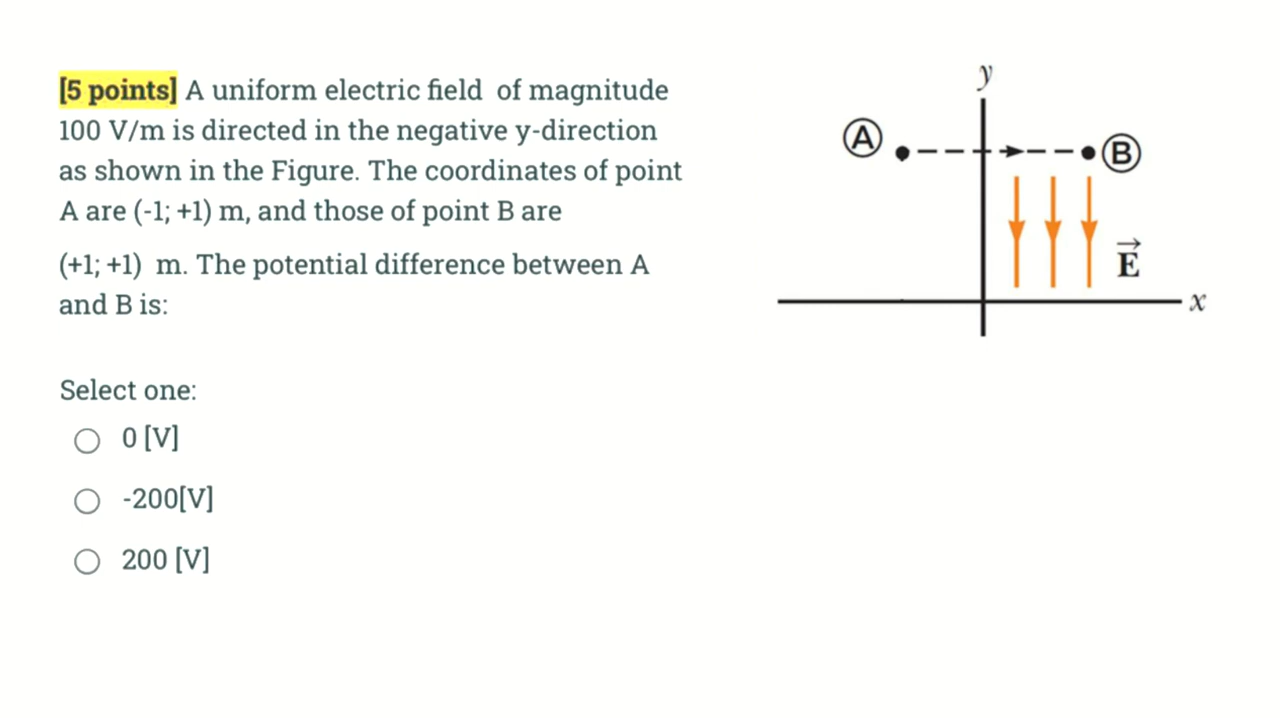 [5 points] A uniform electric field of magnitude
100 V/m is directed in the negative y-direction
as shown in the Figure. The coordinates of point
A are (-1; +1) m, and those of point B are
(+1; +1) m. The potential difference between A
and B is:
Select one:
0 [V]
-200[V]
200 [V]
y
A
B
E
x